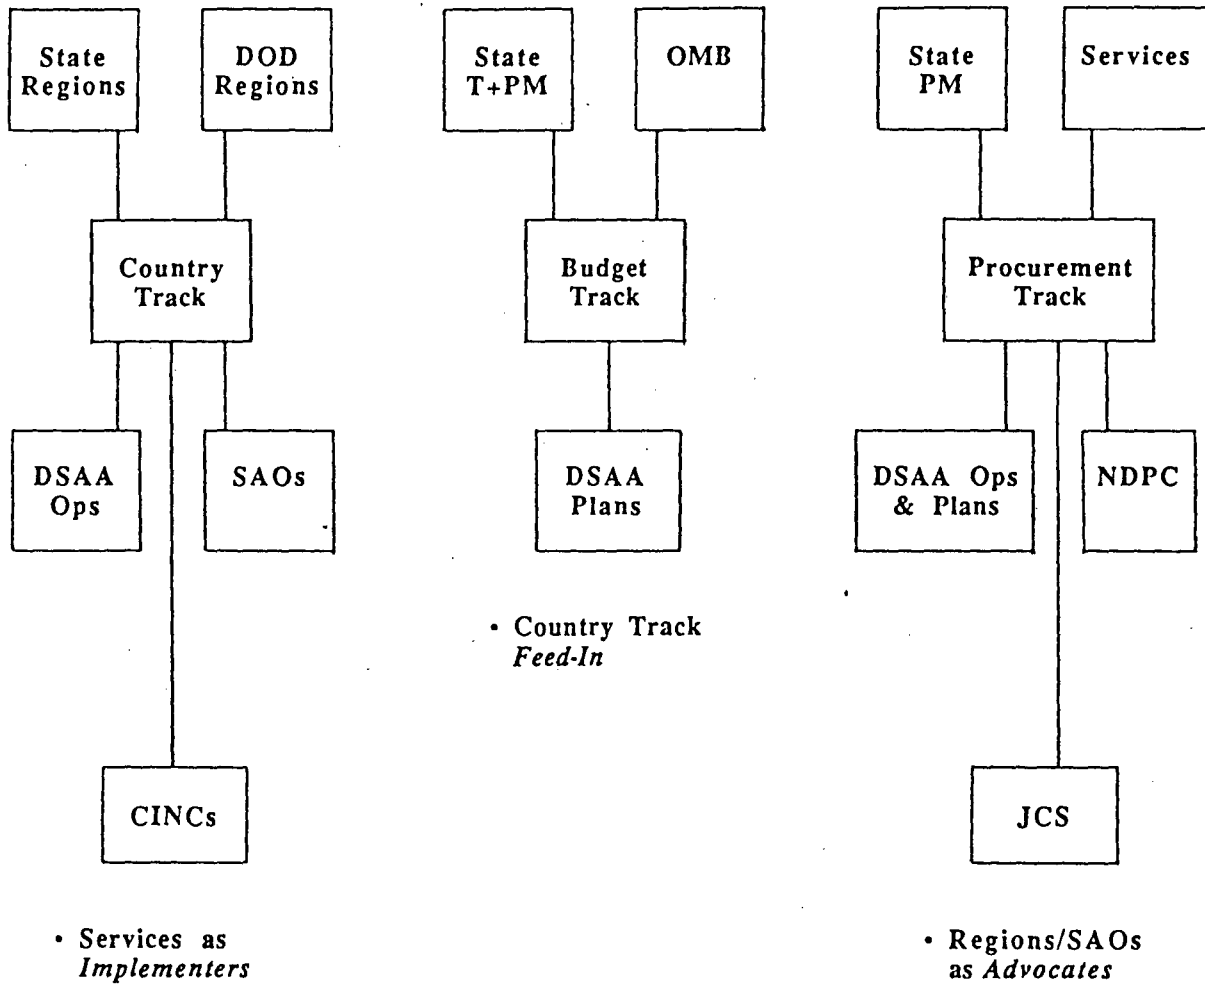 State
Regions
DOD
Regions
State
T+PM
OMB
State
PM
Services
Country
Track
Budget
Track
Procurement
Track
DSAA
Ops
SAOs
DSAA
Plans
DSAA Ops
& Plans
NDPC
• Country Track
Feed-In
CINCs
JCS
• Services as
Implementers
• Regions/SAOs
as Advocates